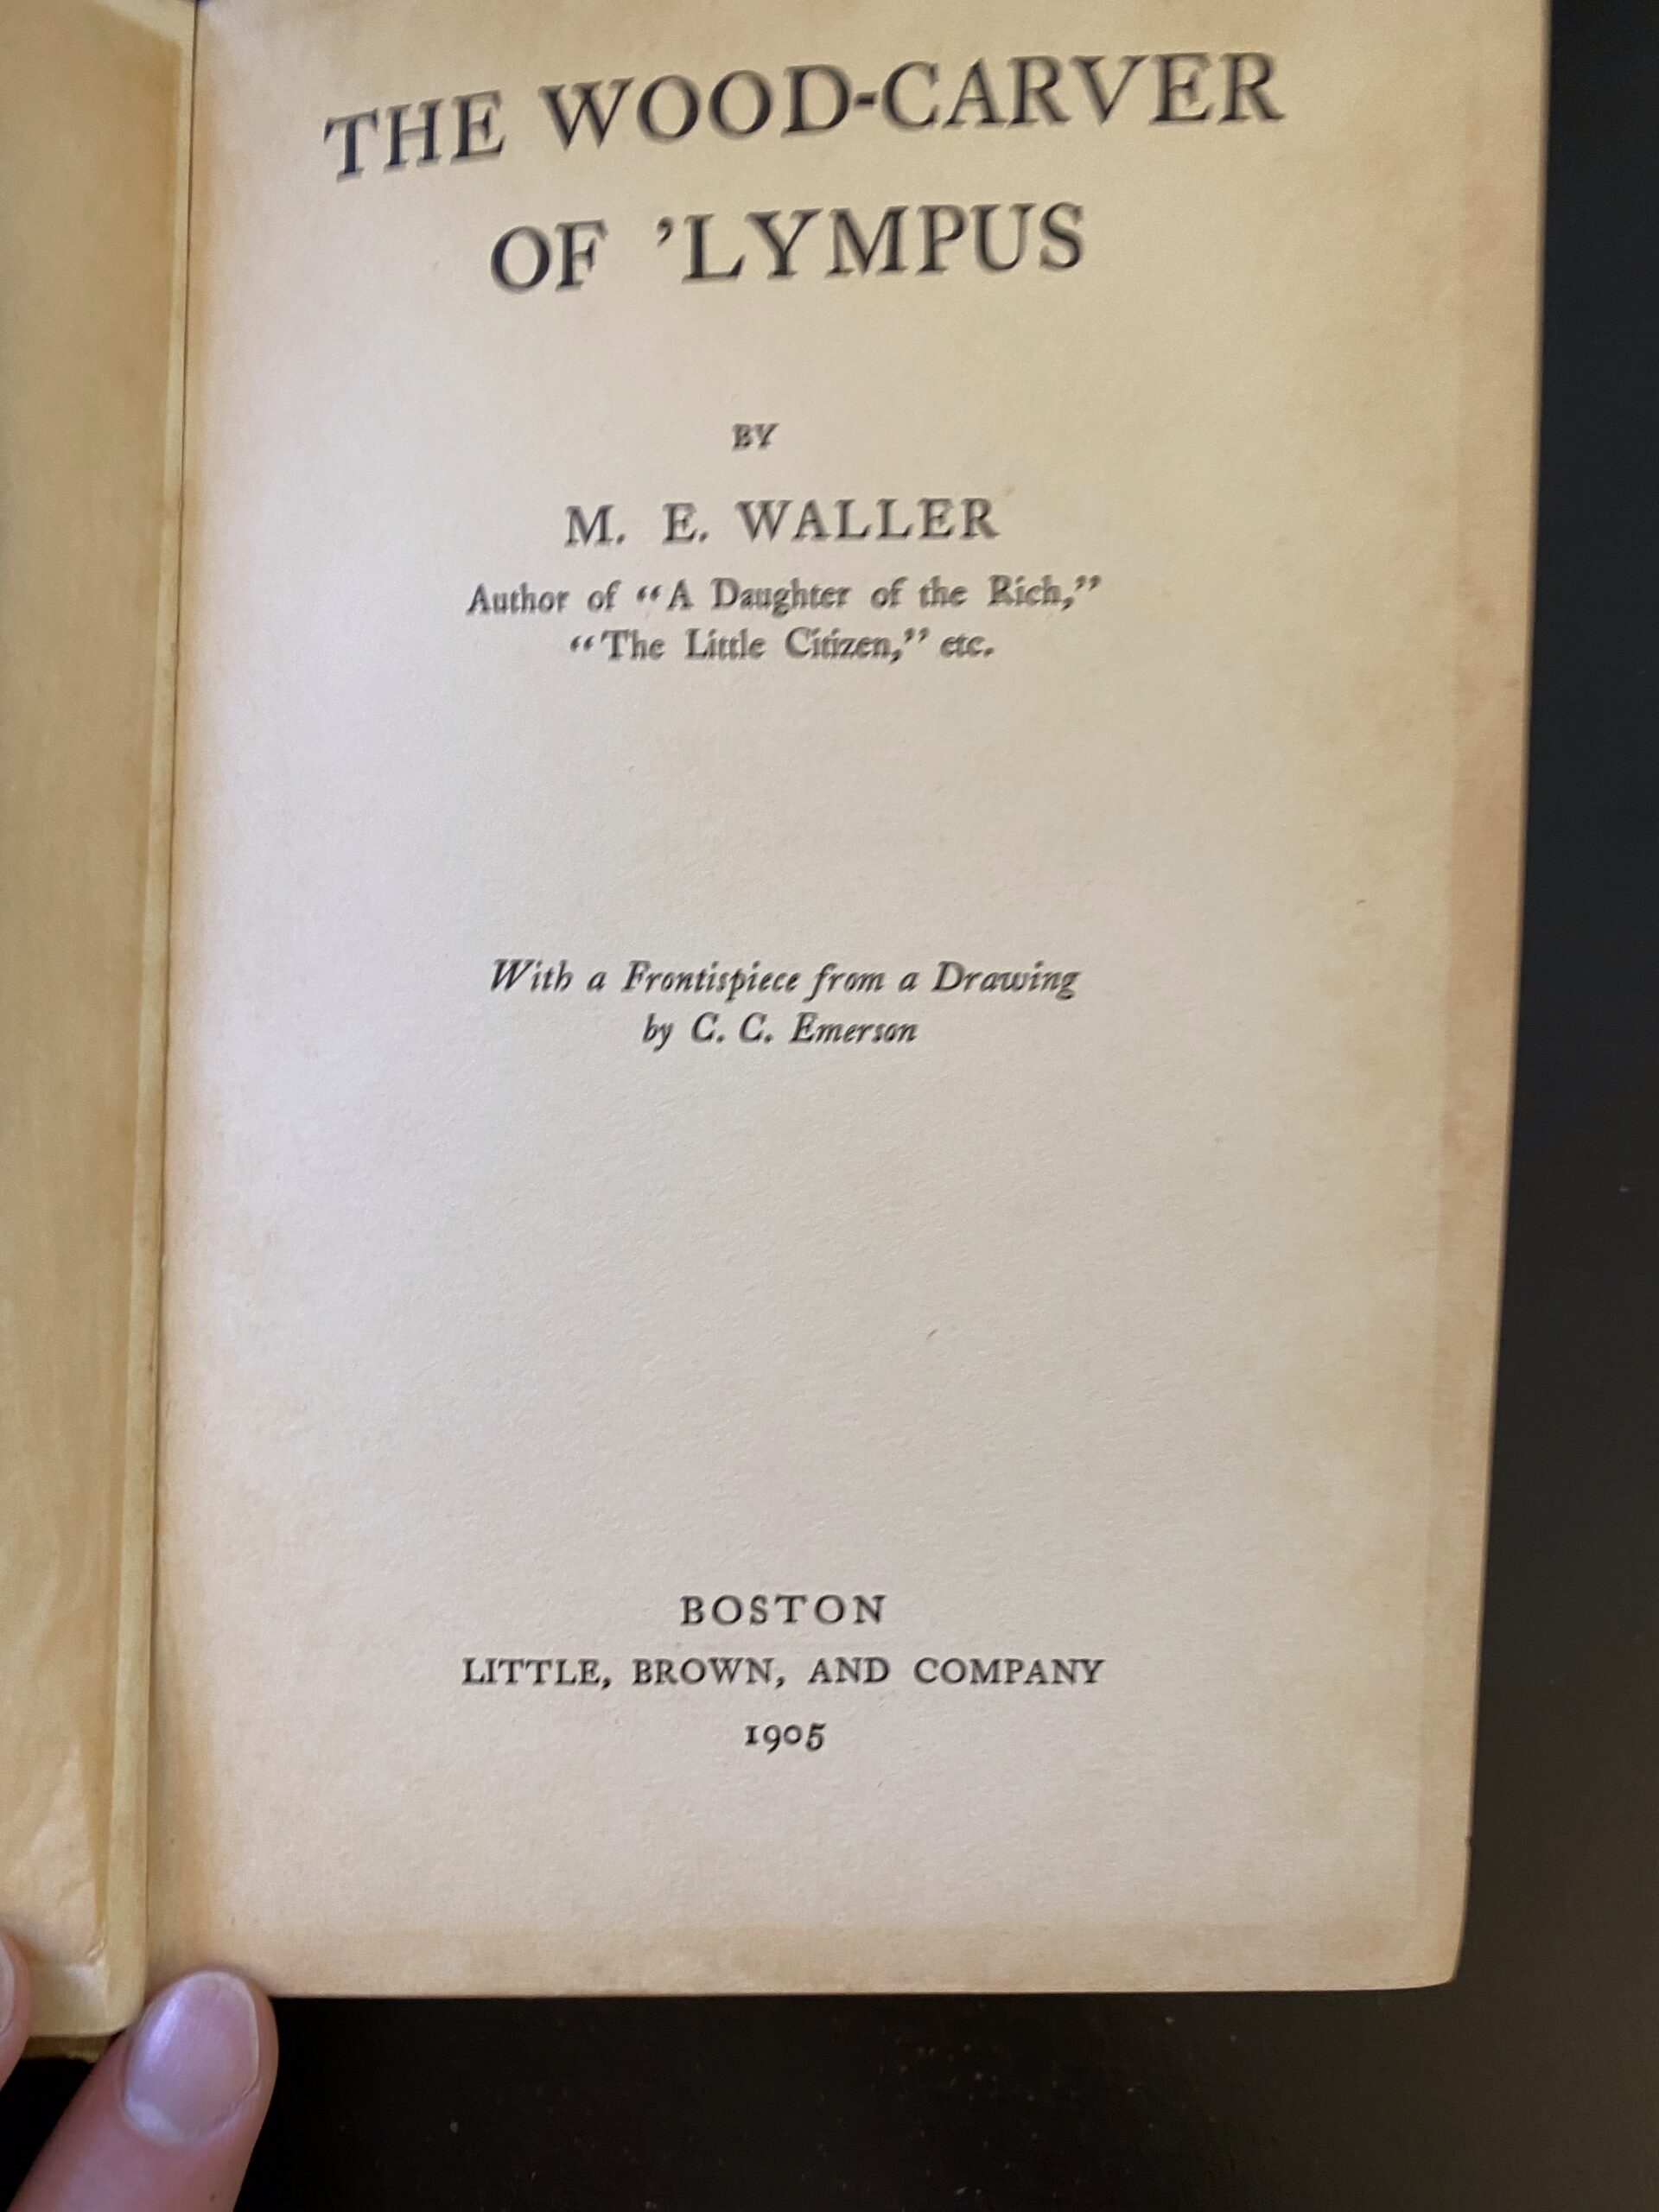 THE WOOD-CARVER
OF ’LYMPUS
BY
M. E. WALLER
Author of “A Daughter of the Rich,”
“The Little Citizen,” etc.
With a Frontispiece from a Drawing
by C. C. Emerson
BOSTON
LITTLE, BROWN, AND COMPANY
1905